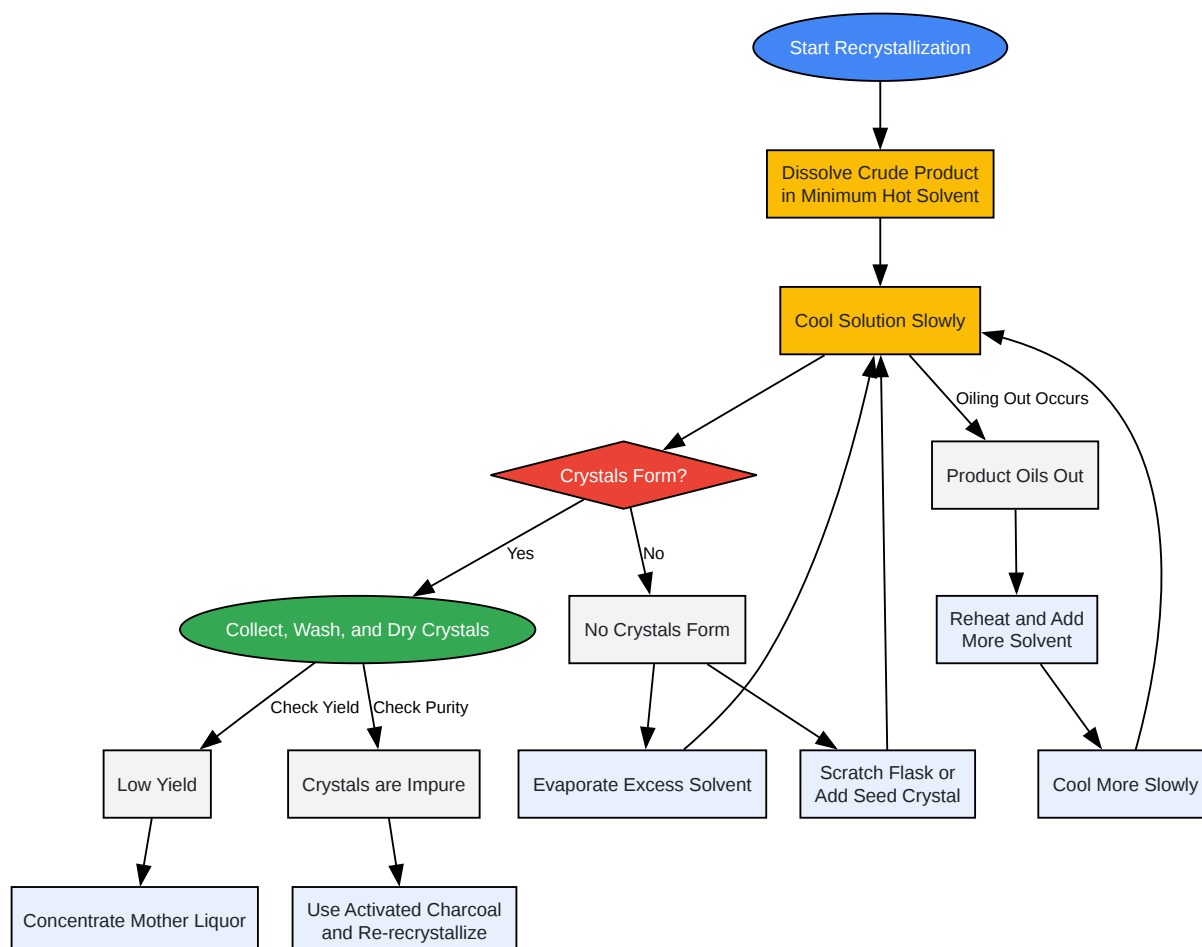 Start Recrystallization
Dissolve Crude Product
in Minimum Hot Solvent
Cool Solution Slowly
Oiling Out Occurs
Crystals Form?
Product Oils Out
Yes
No
Collect, Wash, and Dry Crystals
No Crystals Form
Reheat and Add
More Solvent
Check Yield
Check Purity
Low Yield
Crystals are Impure
Evaporate Excess Solvent
Scratch Flask or
Add Seed Crystal
Cool More Slowly
Concentrate Mother Liquor
Use Activated Charcoal
and Re-recrystallize